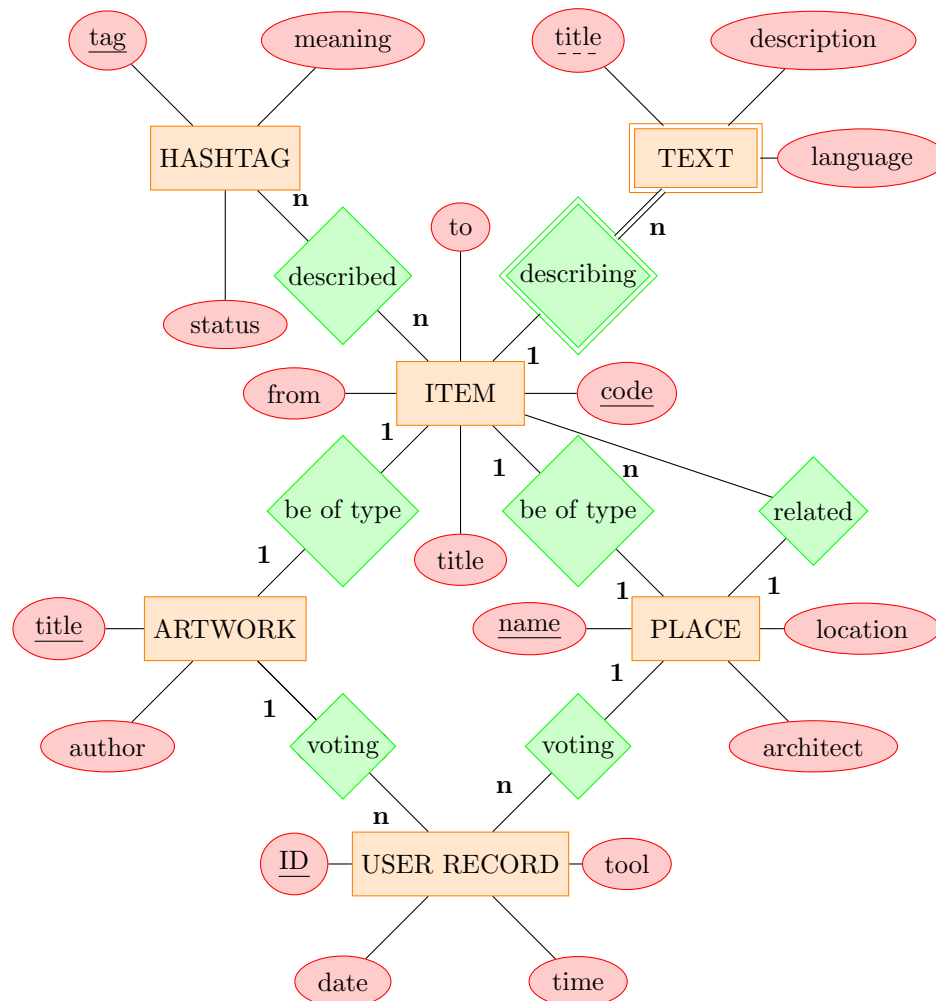 tag
meaning
title
description
HASHTAG
TEXT
language
n
to
n
described
describing
status
n
1
from
ITEM
code
1
1
n
be of type
be of type
related
1
title
1
1
title
ARTWORK
name
PLACE
location
1
1
author
voting
voting
architect
n
n
ID
USER RECORD
tool
date
time